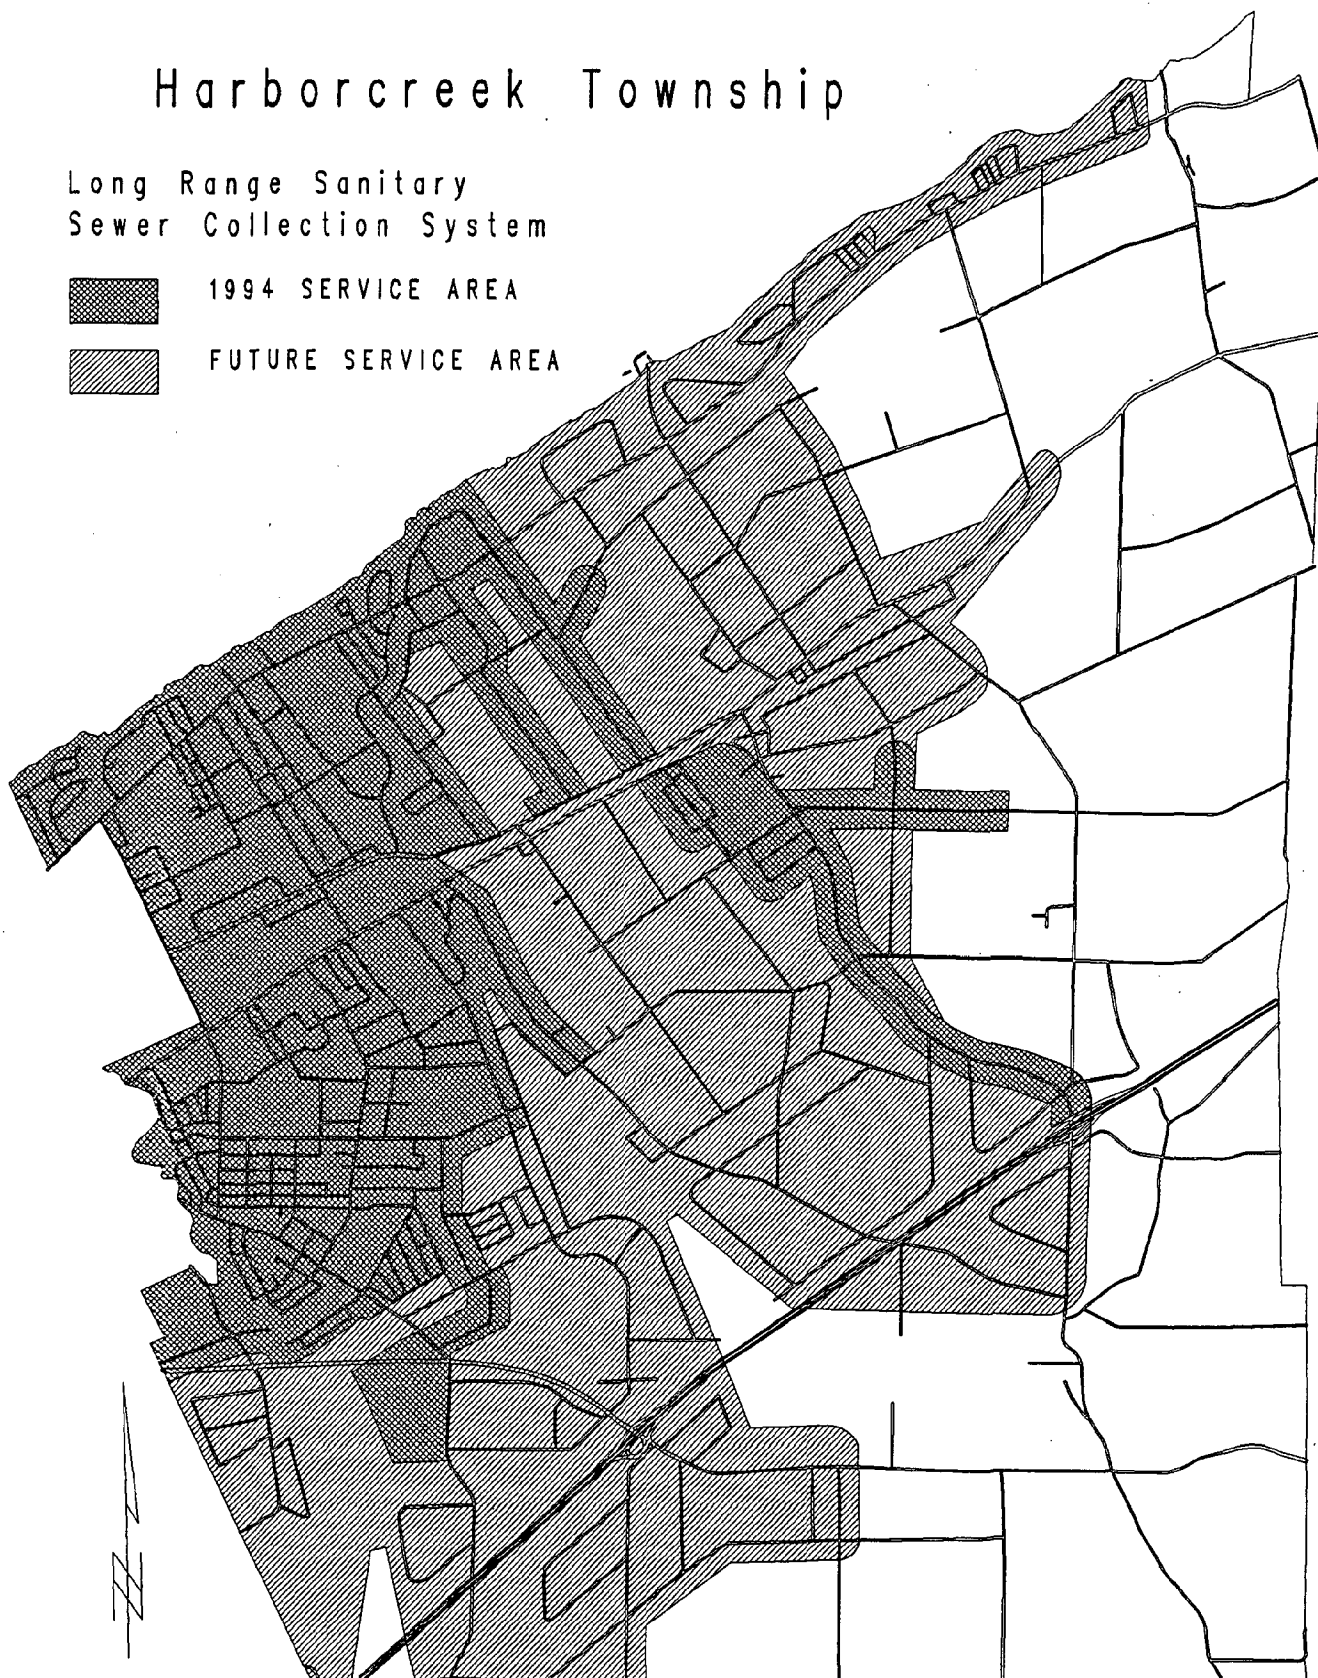 Harborcreek Township
Long Range Sanitary
Sewer Collection System
1994 SERVICE AREA
FUTURE SERVICE AREA